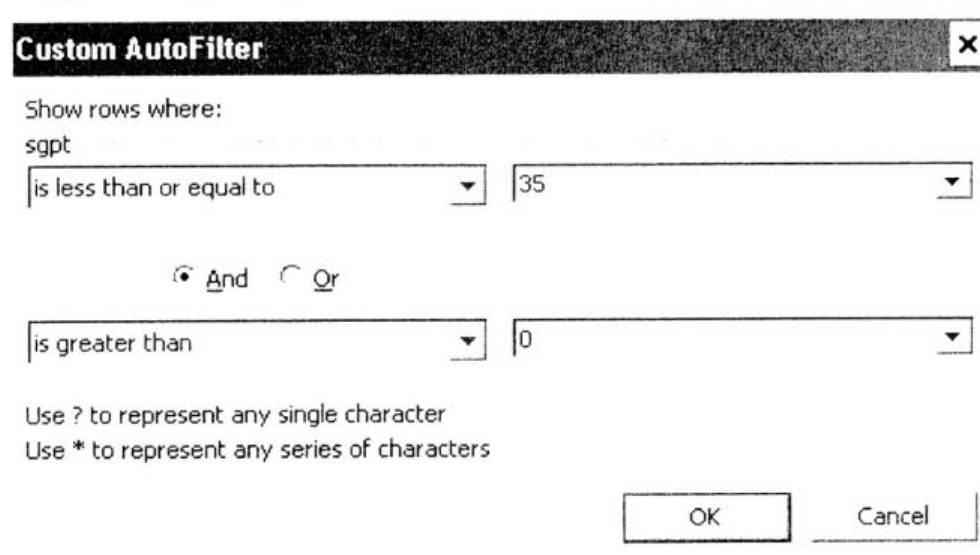 Custom AutoFilter
Show rows where:
sgpt
is less than or equal to 35
And Or
is greater than 0
Use ? to represent any single character
Use * to represent any series of characters
OK Cancel